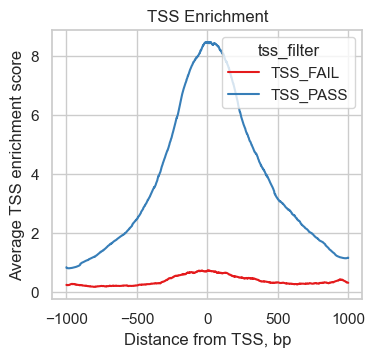 TSS Enrichment
Average TSS enrichment score
8
6
4
2
0
tss_filter
TSS_FAIL
TSS_PASS
−1000 −500 0 500 1000
Distance from TSS, bp